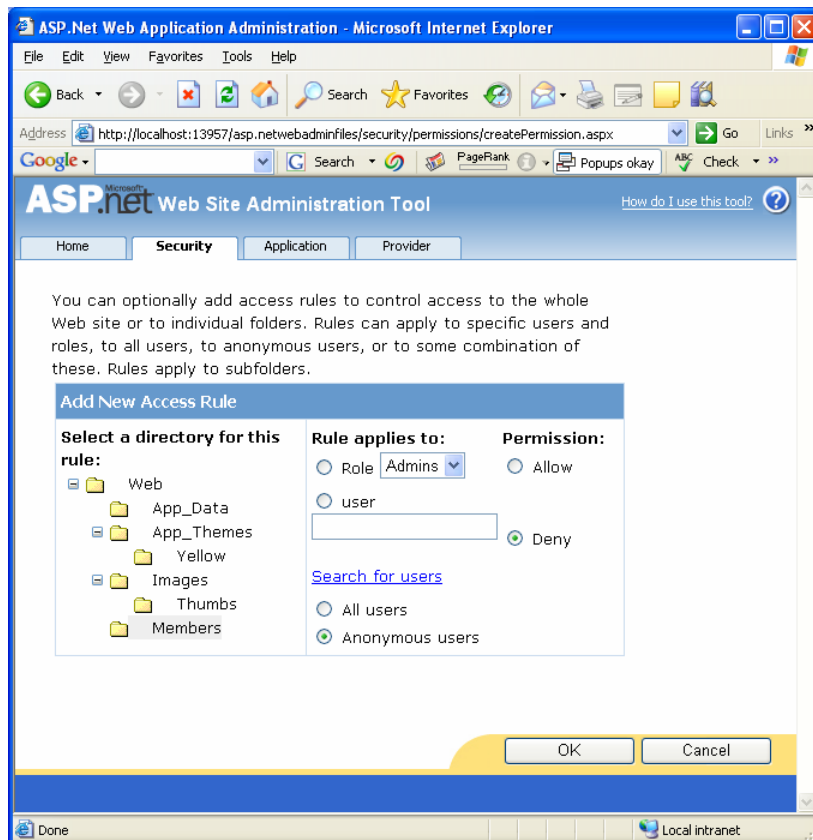 ASP.Net Web Application Administration - Microsoft Internet Explorer
File Edit View Favorites Tools Help
Back Search Favorites
Address http://localhost:13957/asp.netwebadminfiles/security/permissions/createPermission.aspx Go Links »
Google Search PageRank Popups okay ABC Check »
Microsoft
ASP.net Web Site Administration Tool How do I use this tool? ?
Home Security Application Provider
You can optionally add access rules to control access to the whole
Web site or to individual folders. Rules can apply to specific users and
roles, to all users, to anonymous users, or to some combination of
these. Rules apply to subfolders.
Add New Access Rule
Select a directory for this
rule:
Web
App_Data
App_Themes
Yellow
Images
Thumbs
Members
Rule applies to:
Role Admins
user
Search for users
All users
Anonymous users
Permission:
Allow
Deny
OK Cancel
Done Local intranet